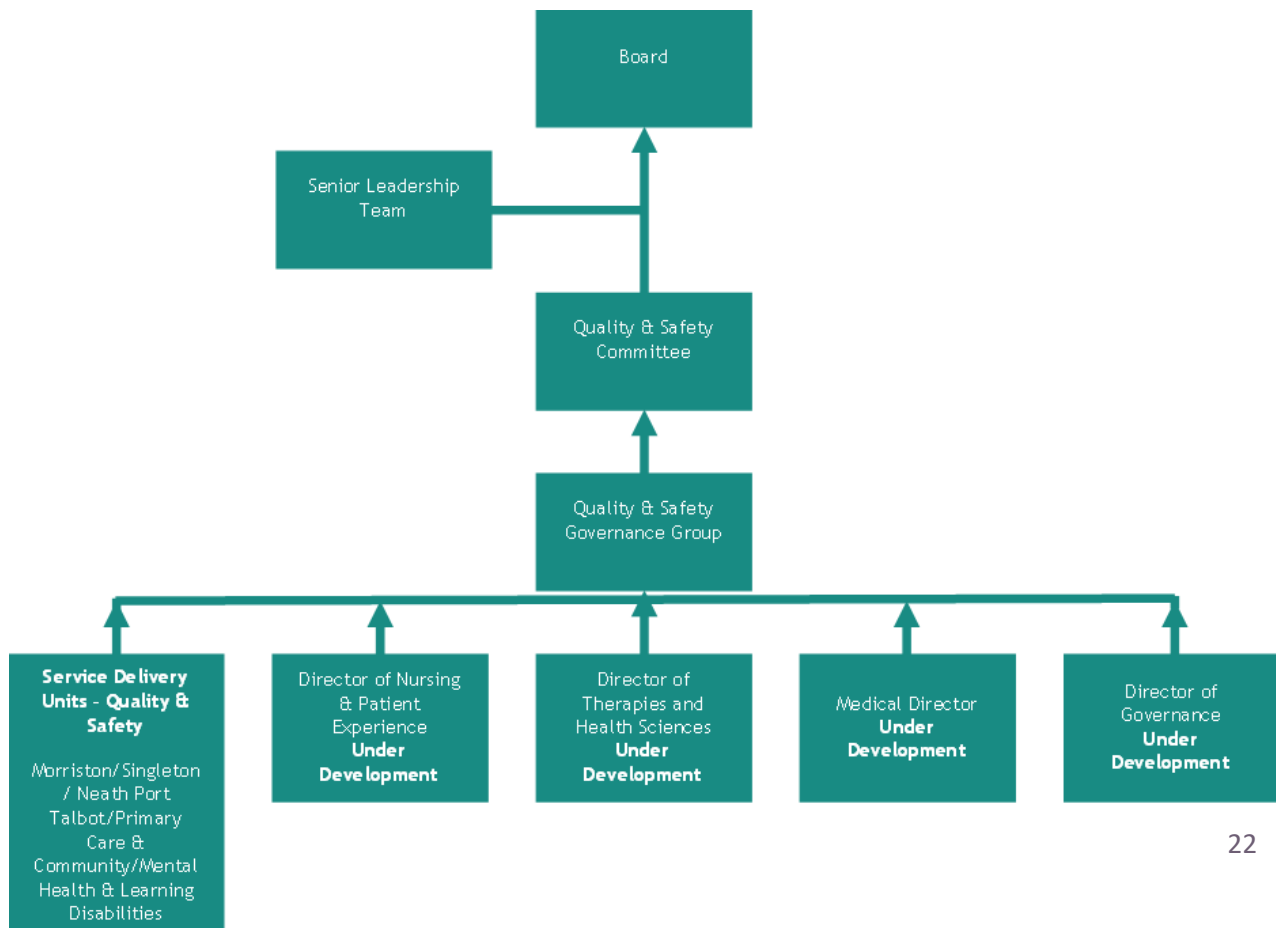 Board
Senior Leadership
Team
Quality & Safety
Committee
Quality & Safety
Governance Group
Service Delivery
Units - Quality &
Safety
Morriston/Singleton
/ Neath Port
Talbot/Primary
Care &
Community/Mental
Health & Learning
Disabilities
Director of Nursing
& Patient
Experience
Under
Development
Director of
Therapies and
Health Sciences
Under
Development
Medical Director
Under
Development
Director of
Governance
Under
Development
22